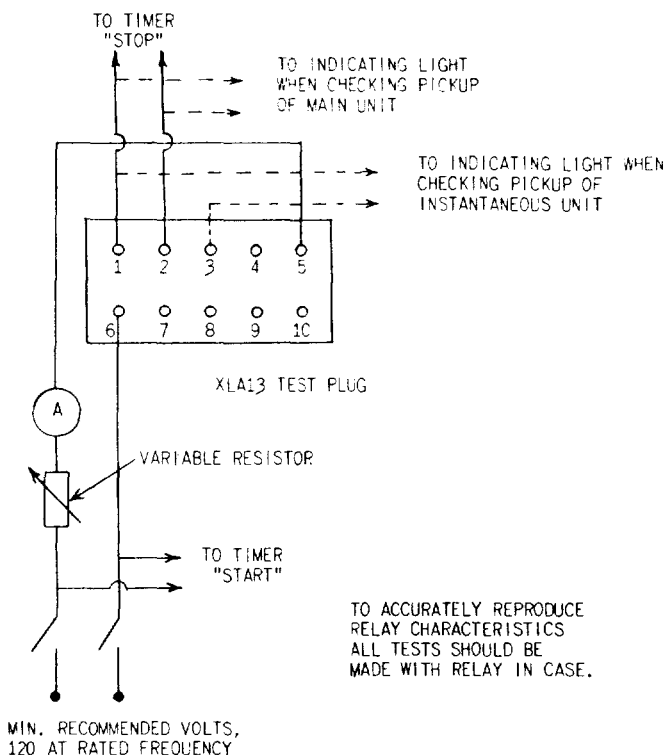 TO TIMER
"STOP"
TO INDICATING LIGHT
WHEN CHECKING PICKUP
OF MAIN UNIT
TO INDICATING LIGHT WHEN
CHECKING PICKUP OF
INSTANTANEOUS UNIT
1 2 3 4 5
6 7 8 9 10
XLA13 TEST PLUG
A
VARIABLE RESISTOR
TO TIMER
"START"
TO ACCURATELY REPRODUCE
RELAY CHARACTERISTICS
ALL TESTS SHOULD BE
MADE WITH RELAY IN CASE.
MIN. RECOMMENDED VOLTS,
120 AT RATED FREQUENCY